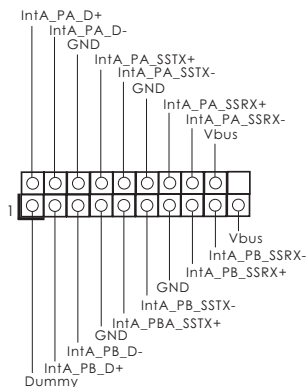 IntA_PA_D+
IntA_PA_D-
GND
IntA_PA_SSTX+
IntA_PA_SSTX-
GND
IntA_PA_SSRX+
IntA_PA_SSRX-
Vbus
1
Vbus
IntA_PB_SSRX-
IntA_PB_SSRX+
GND
IntA_PB_SSTX-
IntA_PBA_SSTX+
GND
IntA_PB_D-
IntA_PB_D+
Dummy